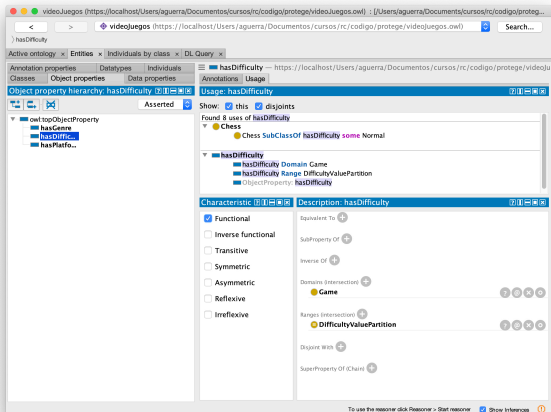 videoJuegos (https://localhost/Users/aguerra/Documentos/cursos/rc/codigo/protege/videoJuegos.owl) : [/Users/aguerra/Documents/cursos/rc/codigo/proteg...
< > videoJuegos (https://localhost/Users/aguerra/Documentos/cursos/rc/codigo/protege/videoJuegos.owl) Search...
hasDifficulty
Active ontology × Entities × Individuals by class × DL Query ×
Annotation properties Datatypes Individuals
Classes Object properties Data properties
Object property hierarchy: hasDifficulty
Asserted
owl:topObjectProperty
hasGenre
hasDiffic...
hasPlatfo...
hasDifficulty — https://localhost/Users/aguerra/Documentos/cursos/rc/codigo/protege/videoJu
Annotations Usage
Usage: hasDifficulty
Show: this disjoints
Found 8 uses of hasDifficulty
Chess
Chess SubClassOf hasDifficulty some Normal
hasDifficulty
hasDifficulty Domain Game
hasDifficulty Range DifficultyValuePartition
ObjectProperty: hasDifficulty
Characteristic
Functional
Inverse functional
Transitive
Symmetric
Asymmetric
Reflexive
Irreflexive
Description: hasDifficulty
Equivalent To
SubProperty Of
Inverse Of
Domains (intersection)
Game
Ranges (intersection)
DifficultyValuePartition
Disjoint With
SuperProperty Of (Chain)
To use the reasoner click Reasoner > Start reasoner Show Inferences